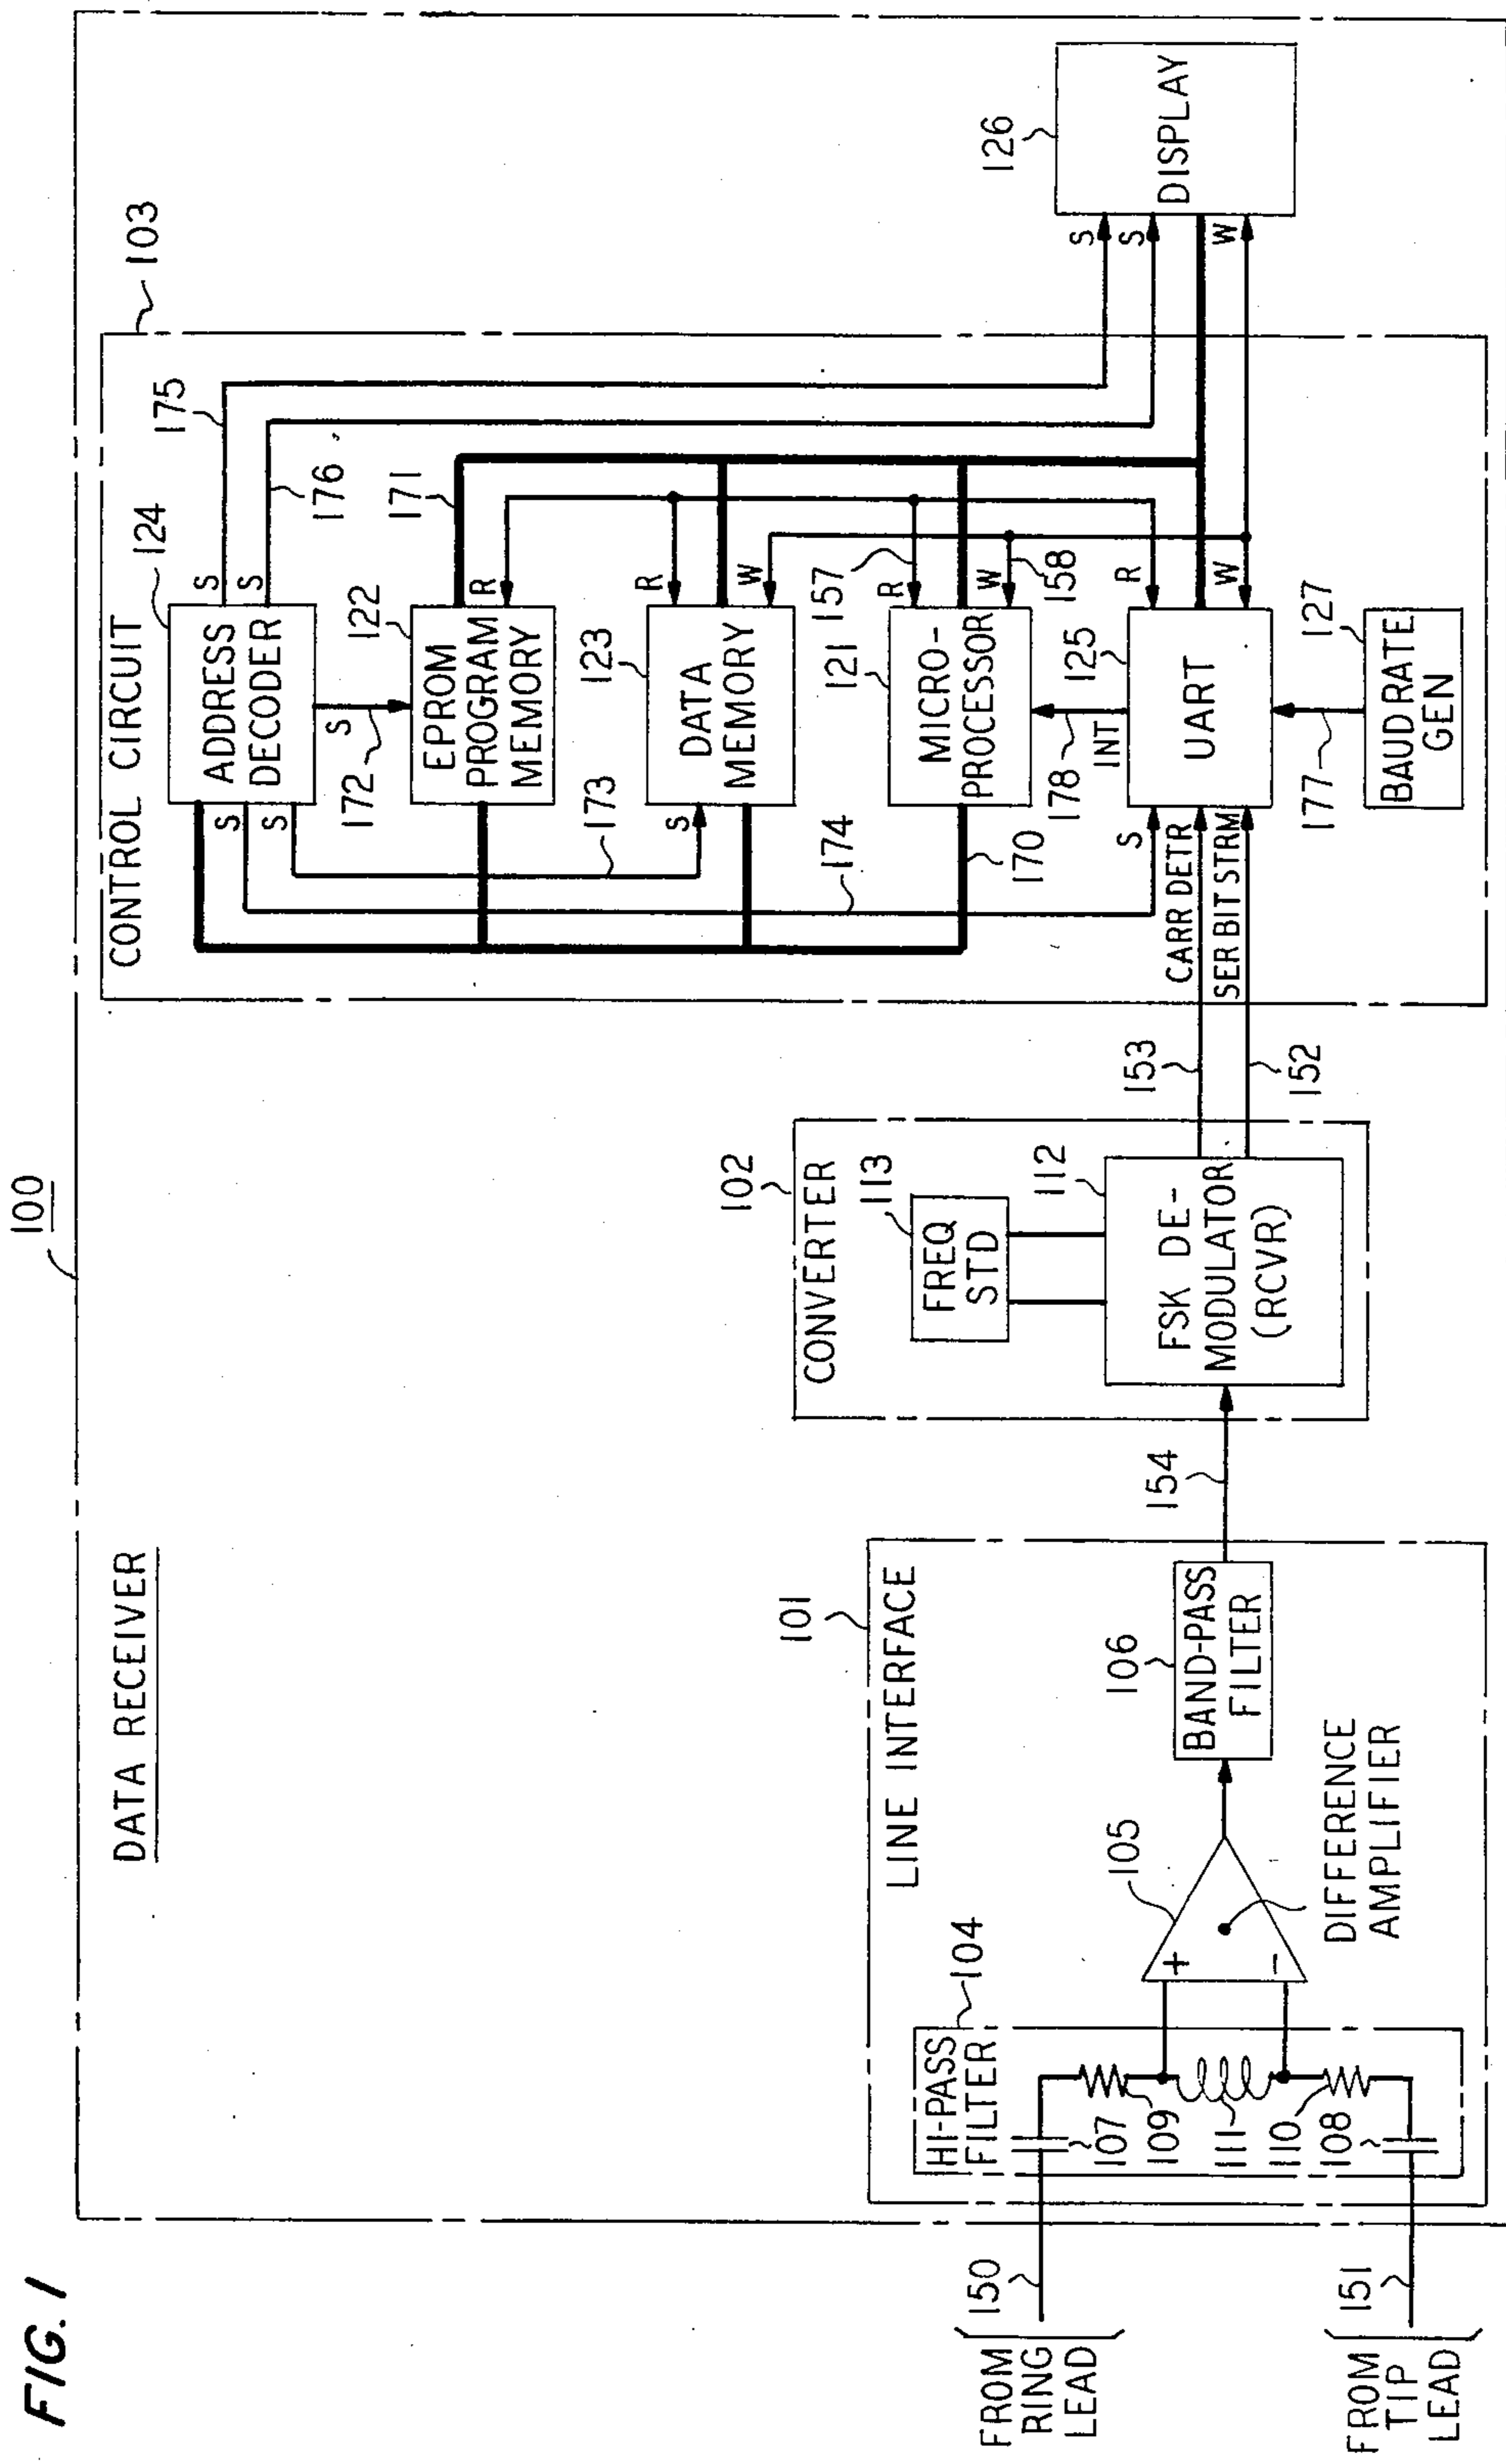 FIG. 1
100
DATA RECEIVER
CONTROL CIRCUIT
103
124
ADDRESS
DECODER
S
S
S
S
S
175
176
172
122
EPROM
PROGRAM
MEMORY
R
171
173
123
DATA
MEMORY
S
R
W
174
121
MICRO-
PROCESSOR
R
W
157
158
170
178
INT
125
UART
S
R
W
CARR DETR
SER BIT STRM
177
127
BAUD RATE
GEN
126
DISPLAY
S
S
W
102
CONVERTER
113
FREQ
STD
112
FSK DE-
MODULATOR
(RCVR)
153
152
154
101
LINE INTERFACE
106
BAND-PASS
FILTER
105
+
−
DIFFERENCE
AMPLIFIER
104
HI-PASS
FILTER
107
109
111
110
108
150
FROM
RING
LEAD
151
FROM
TIP
LEAD